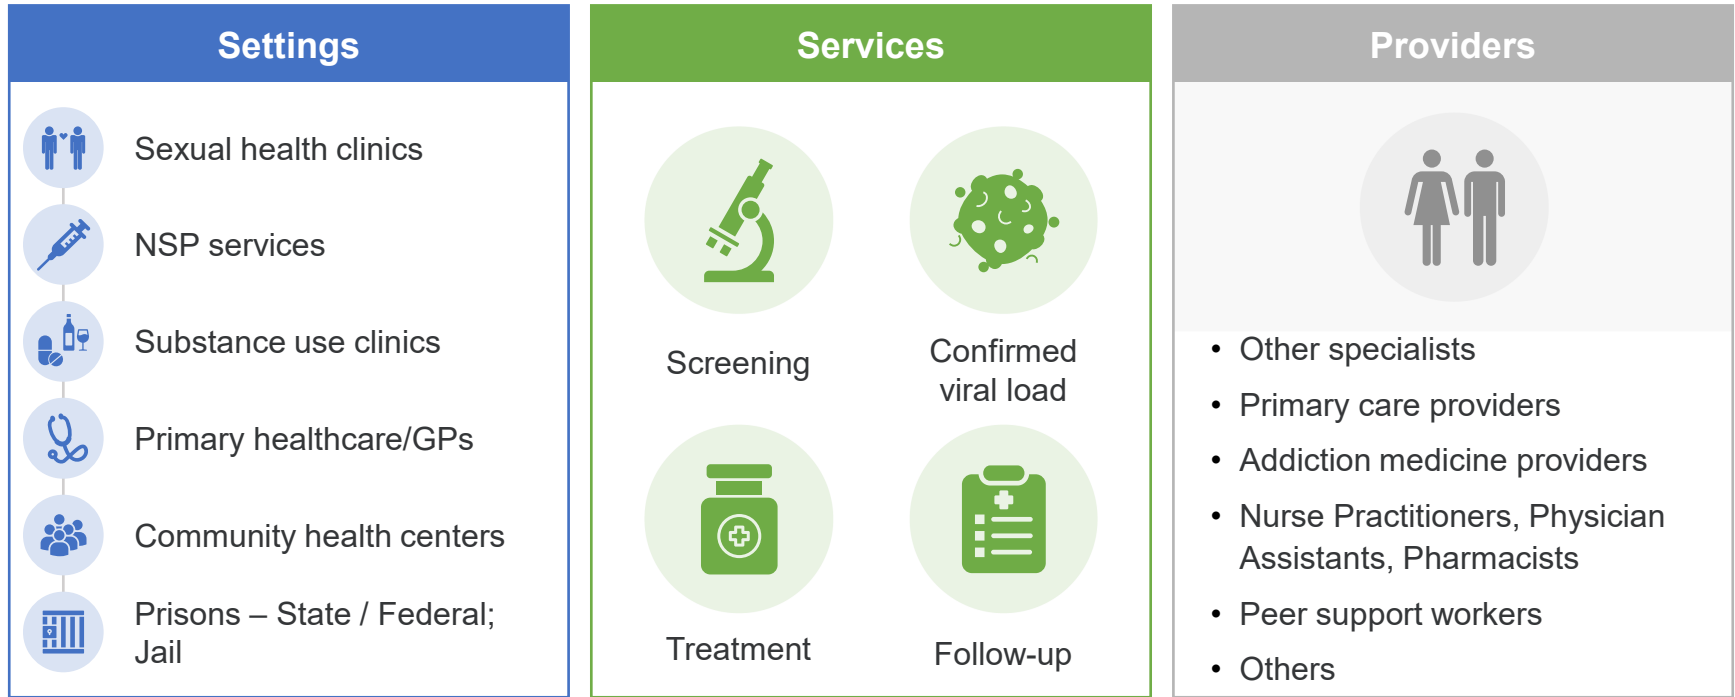 Settings
Sexual health clinics
NSP services
Substance use clinics
Primary healthcare/GPs
Community health centers
Prisons – State / Federal;
Jail
Services
Screening
Confirmed
viral load
Treatment
Follow-up
Providers
• Other specialists
• Primary care providers
• Addiction medicine providers
• Nurse Practitioners, Physician
Assistants, Pharmacists
• Peer support workers
• Others